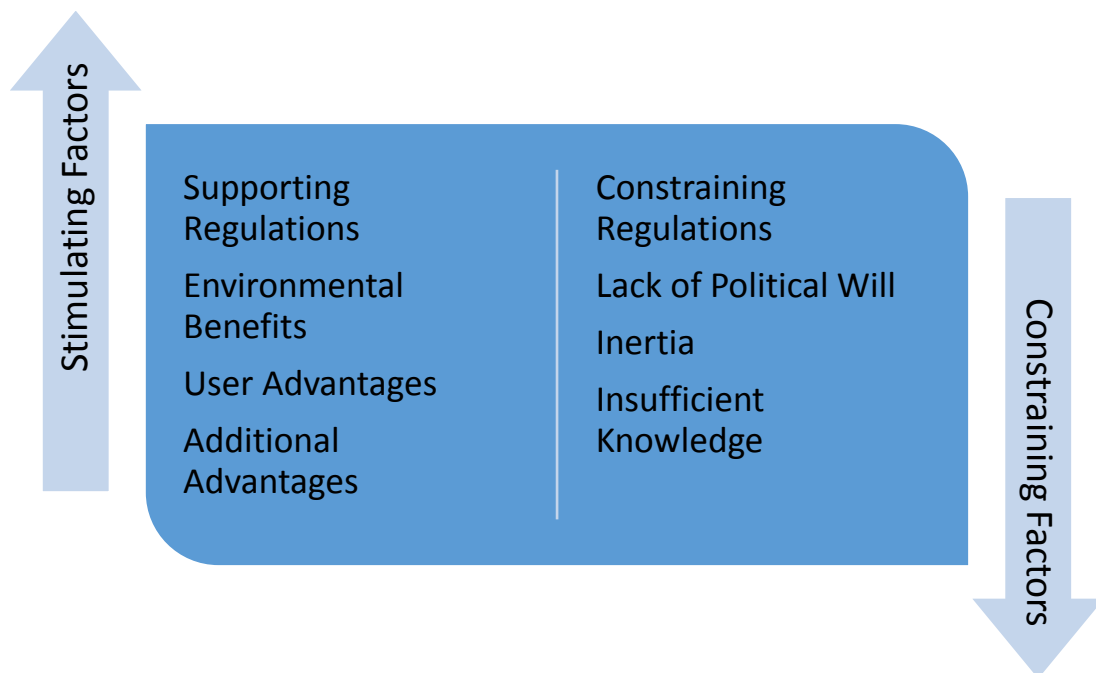 Stimulating Factors
Supporting
Regulations
Environmental
Benefits
User Advantages
Additional
Advantages
Constraining
Regulations
Lack of Political Will
Inertia
Insufficient
Knowledge
Constraining Factors